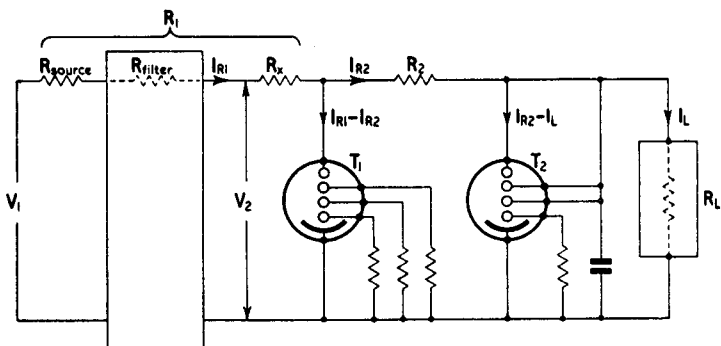 R₁
Rsource
Rfilter
IR1
Rx
IR2
R2
IR1–IR2
IR2–IL
IL
T₁
T2
V₁
V2
RL